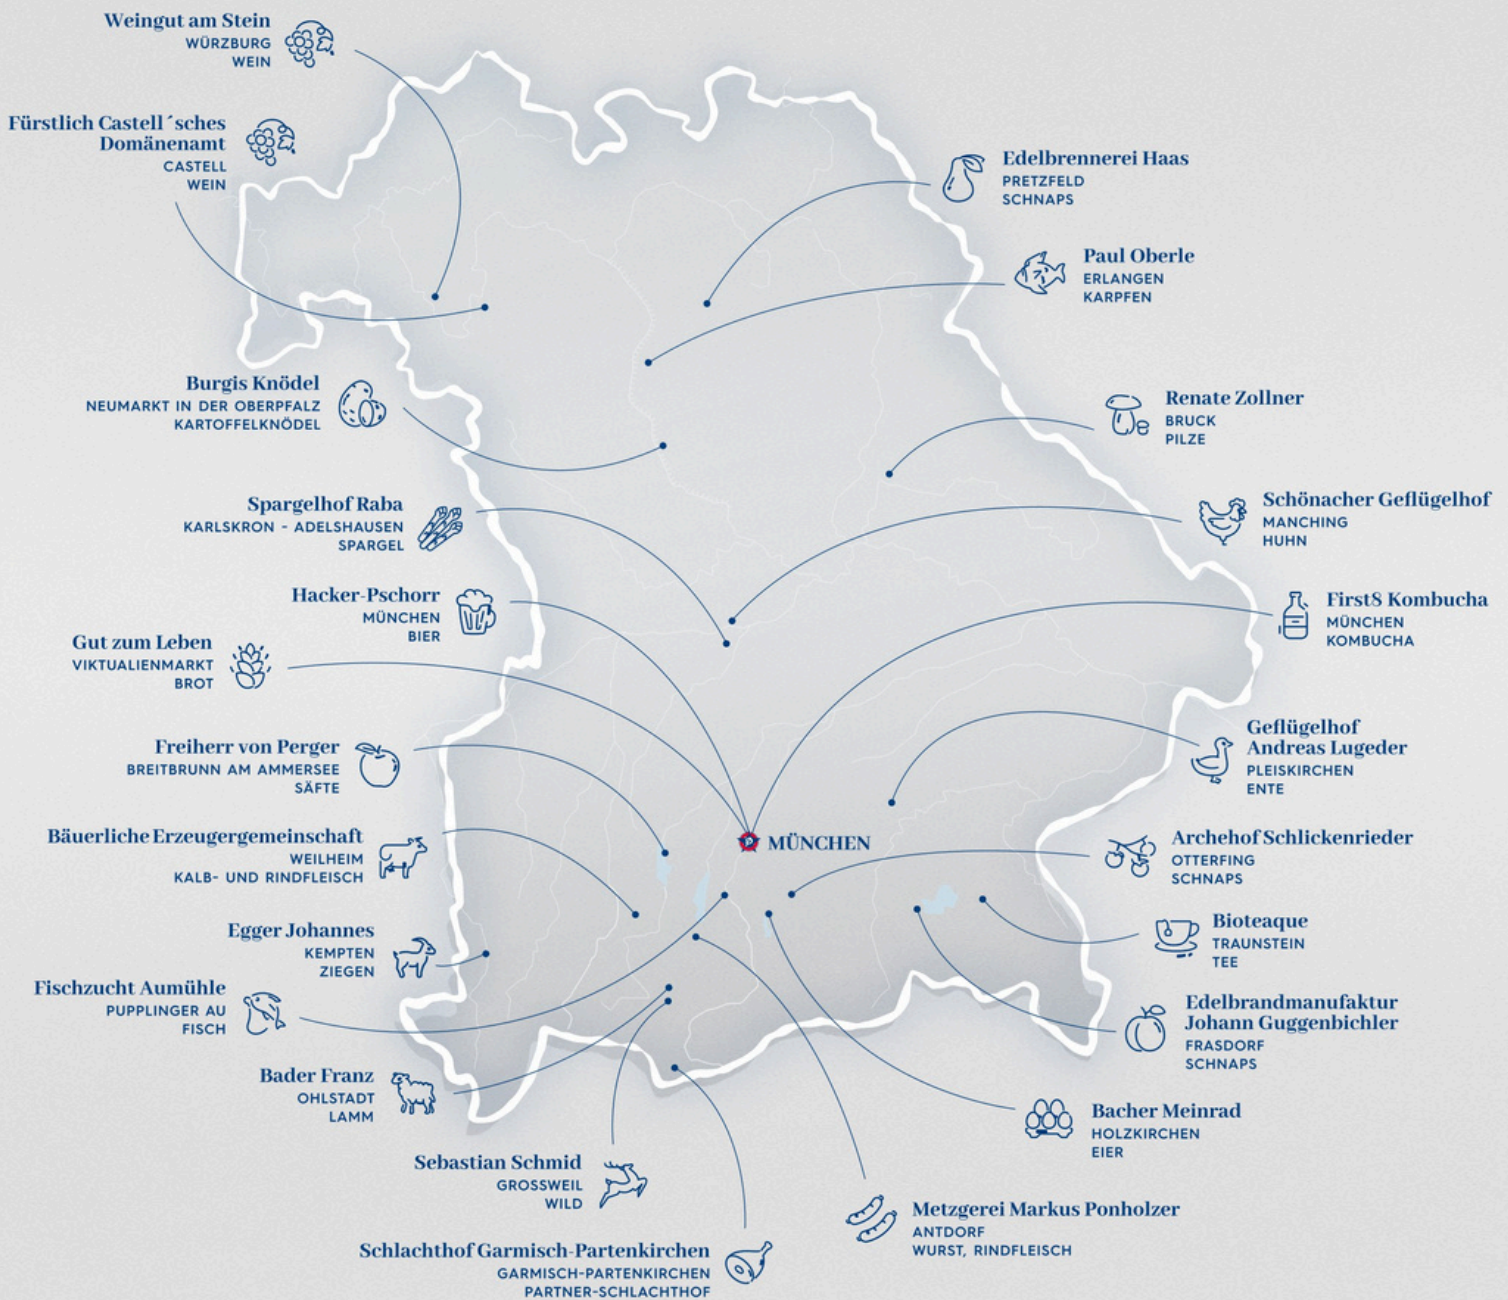 Weingut am Stein
WÜRZBURG
WEIN
Fürstlich Castell´sches
Domänenamt
CASTELL
WEIN
Edelbrennerei Haas
PRETZFELD
SCHNAPS
Paul Oberle
ERLANGEN
KARPFEN
Burgis Knödel
NEUMARKT IN DER OBERPFALZ
KARTOFFELKNÖDEL
Renate Zollner
BRUCK
PILZE
Spargelhof Raba
KARLSKRON - ADELSHAUSEN
SPARGEL
Schönacher Geflügelhof
MANCHING
HUHN
Hacker-Pschorr
MÜNCHEN
BIER
First8 Kombucha
MÜNCHEN
KOMBUCHA
Gut zum Leben
VIKTUALIENMARKT
BROT
Freiherr von Perger
BREITBRUNN AM AMMERSEE
SÄFTE
Geflügelhof
Andreas Lugeder
PLEISKIRCHEN
ENTE
Bäuerliche Erzeugergemeinschaft
WEILHEIM
KALB- UND RINDFLEISCH
P
MÜNCHEN
Archehof Schlickenrieder
OTTERFING
SCHNAPS
Egger Johannes
KEMPTEN
ZIEGEN
Bioteaque
TRAUNSTEIN
TEE
Fischzucht Aumühle
PUPPLINGER AU
FISCH
Edelbrandmanufaktur
Johann Guggenbichler
FRASDORF
SCHNAPS
Bader Franz
OHLSTADT
LAMM
Bacher Meinrad
HOLZKIRCHEN
EIER
Sebastian Schmid
GROSSWEIL
WILD
Metzgerei Markus Ponholzer
ANTDORF
WURST, RINDFLEISCH
Schlachthof Garmisch-Partenkirchen
GARMISCH-PARTENKIRCHEN
PARTNER-SCHLACHTHOF